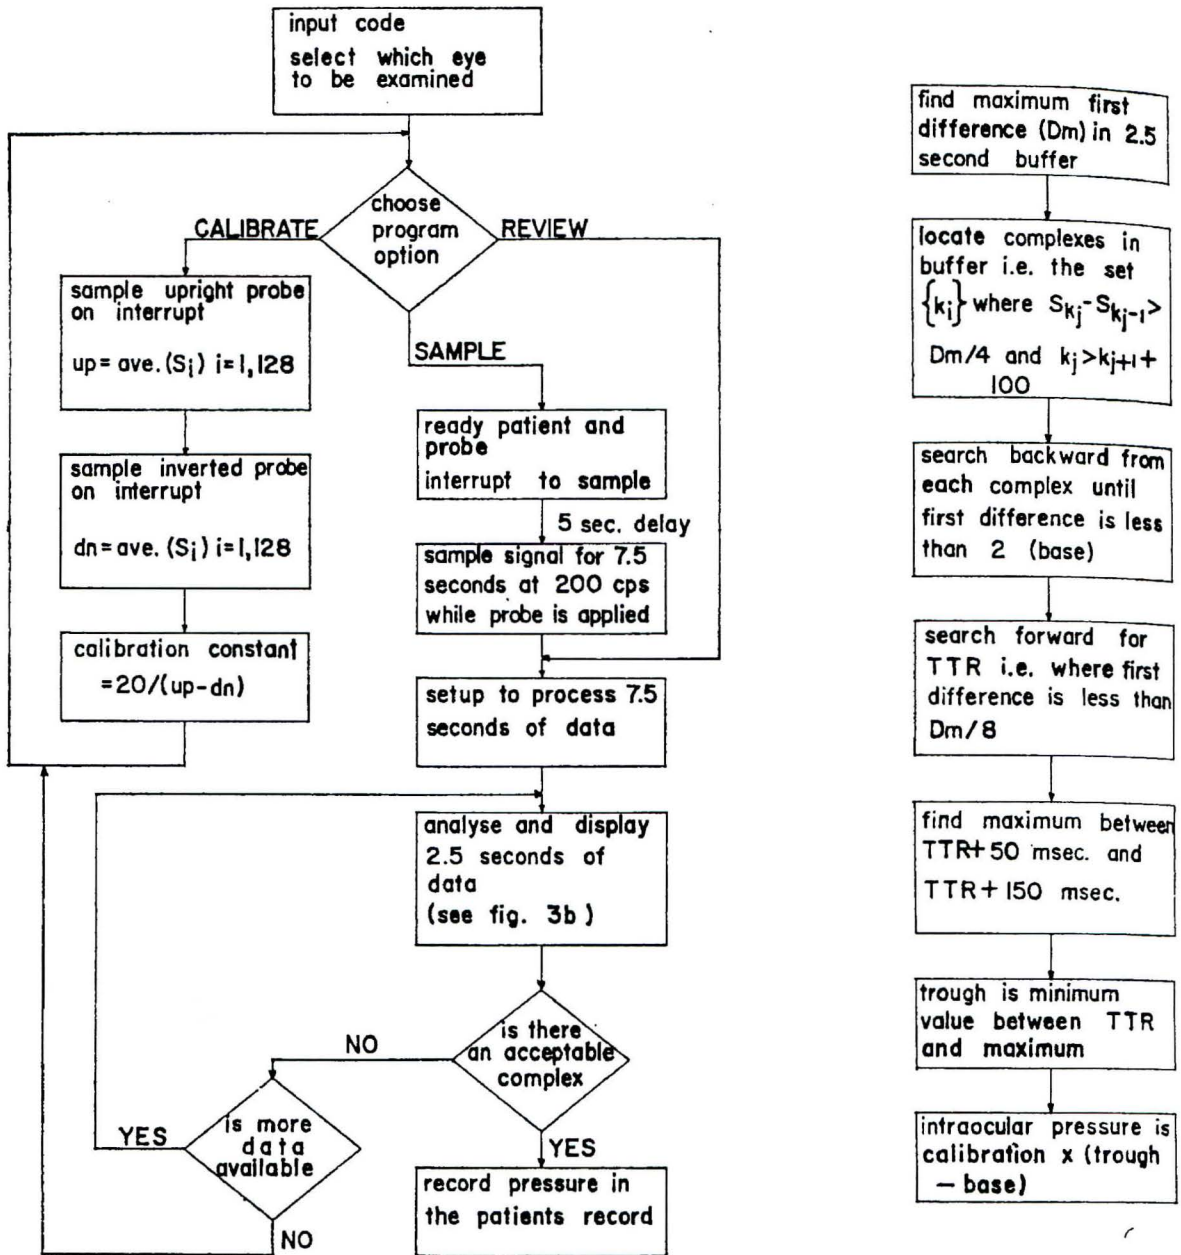 input code
select which eye
to be examined
choose
program
option
CALIBRATE
REVIEW
SAMPLE
sample upright probe
on interrupt
up = ave. (Si) i = 1,128
sample inverted probe
on interrupt
dn = ave. (Si) i = 1,128
calibration constant
= 20/(up-dn)
ready patient and
probe
interrupt to sample
5 sec. delay
sample signal for 7.5
seconds at 200 cps
while probe is applied
setup to process 7.5
seconds of data
analyse and display
2.5 seconds of
data
(see fig. 3b )
is there
an acceptable
complex
NO
YES
is more
data
available
YES
NO
record pressure in
the patients record
find maximum first
difference (Dm) in 2.5
second buffer
locate complexes in
buffer i.e. the set
{ki} where Skj - Skj-1 >
Dm/4 and kj > kj+1 +
100
search backward from
each complex until
first difference is less
than 2 (base)
search forward for
TTR i.e. where first
difference is less than
Dm/8
find maximum between
TTR+50 msec. and
TTR + 150 msec.
trough is minimum
value between TTR
and maximum
intraocular pressure is
calibration x (trough
– base)